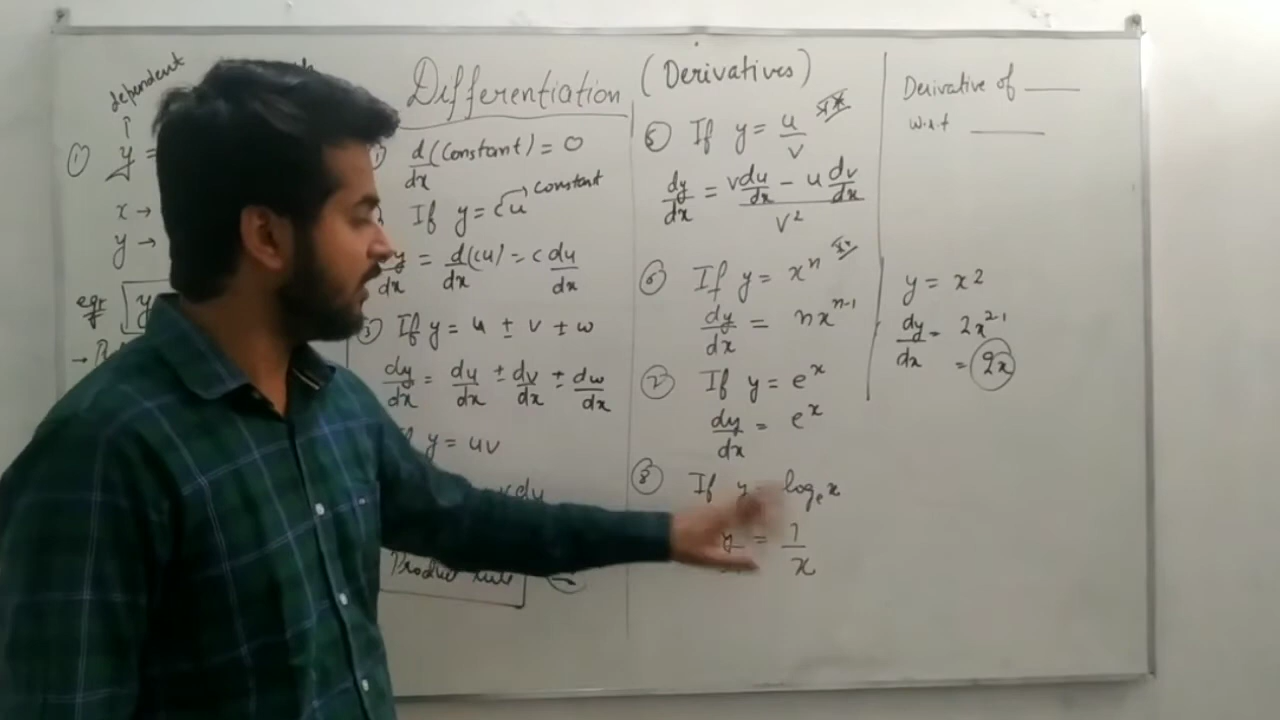 Differentiation (Derivatives)
dependent
↑
① y =
x →
y →
eg:
d/dx (Constant) = 0
If y = cu → constant
= d/dx (cu) = c du/dx
③ If y = u ± v ± w
dy/dx = du/dx ± dv/dx ± dw/dx
y = uv
Product rule
⑤ If y = u/v
dy/dx = (v du/dx - u dv/dx) / v²
⑥ If y = xⁿ
dy/dx = nxⁿ⁻¹
⑦ If y = eˣ
dy/dx = eˣ
⑧ If y = logₑx
= 1/x
Derivative of ____
w.r.t ____
y = x2
dy/dx = 2x²⁻¹
= 2x